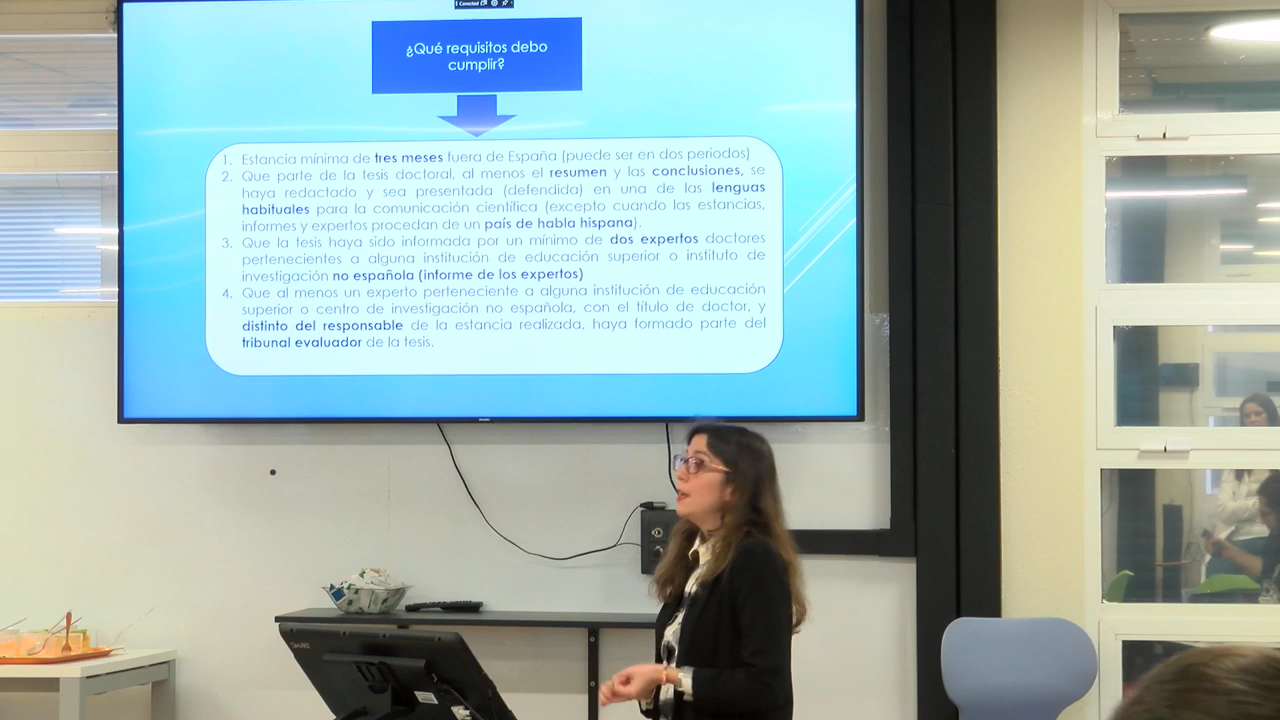 Conectad
¿Qué requisitos debo
cumplir?
1. Estancia mínima de tres meses fuera de España (puede ser en dos periodos)
2. Que parte de la tesis doctoral, al menos el resumen y las conclusiones, se
haya redactado y sea presentada (defendida) en una de las lenguas
habituales para la comunicación científica (excepto cuando las estancias,
informes y expertos procedan de un país de habla hispana).
3. Que la tesis haya sido informada por un mínimo de dos expertos doctores
pertenecientes a alguna institución de educación superior o instituto de
investigación no española (informe de los expertos)
4. Que al menos un experto perteneciente a alguna institución de educación
superior o centro de investigación no española, con el título de doctor, y
distinto del responsable de la estancia realizada, haya formado parte del
tribunal evaluador de la tesis.